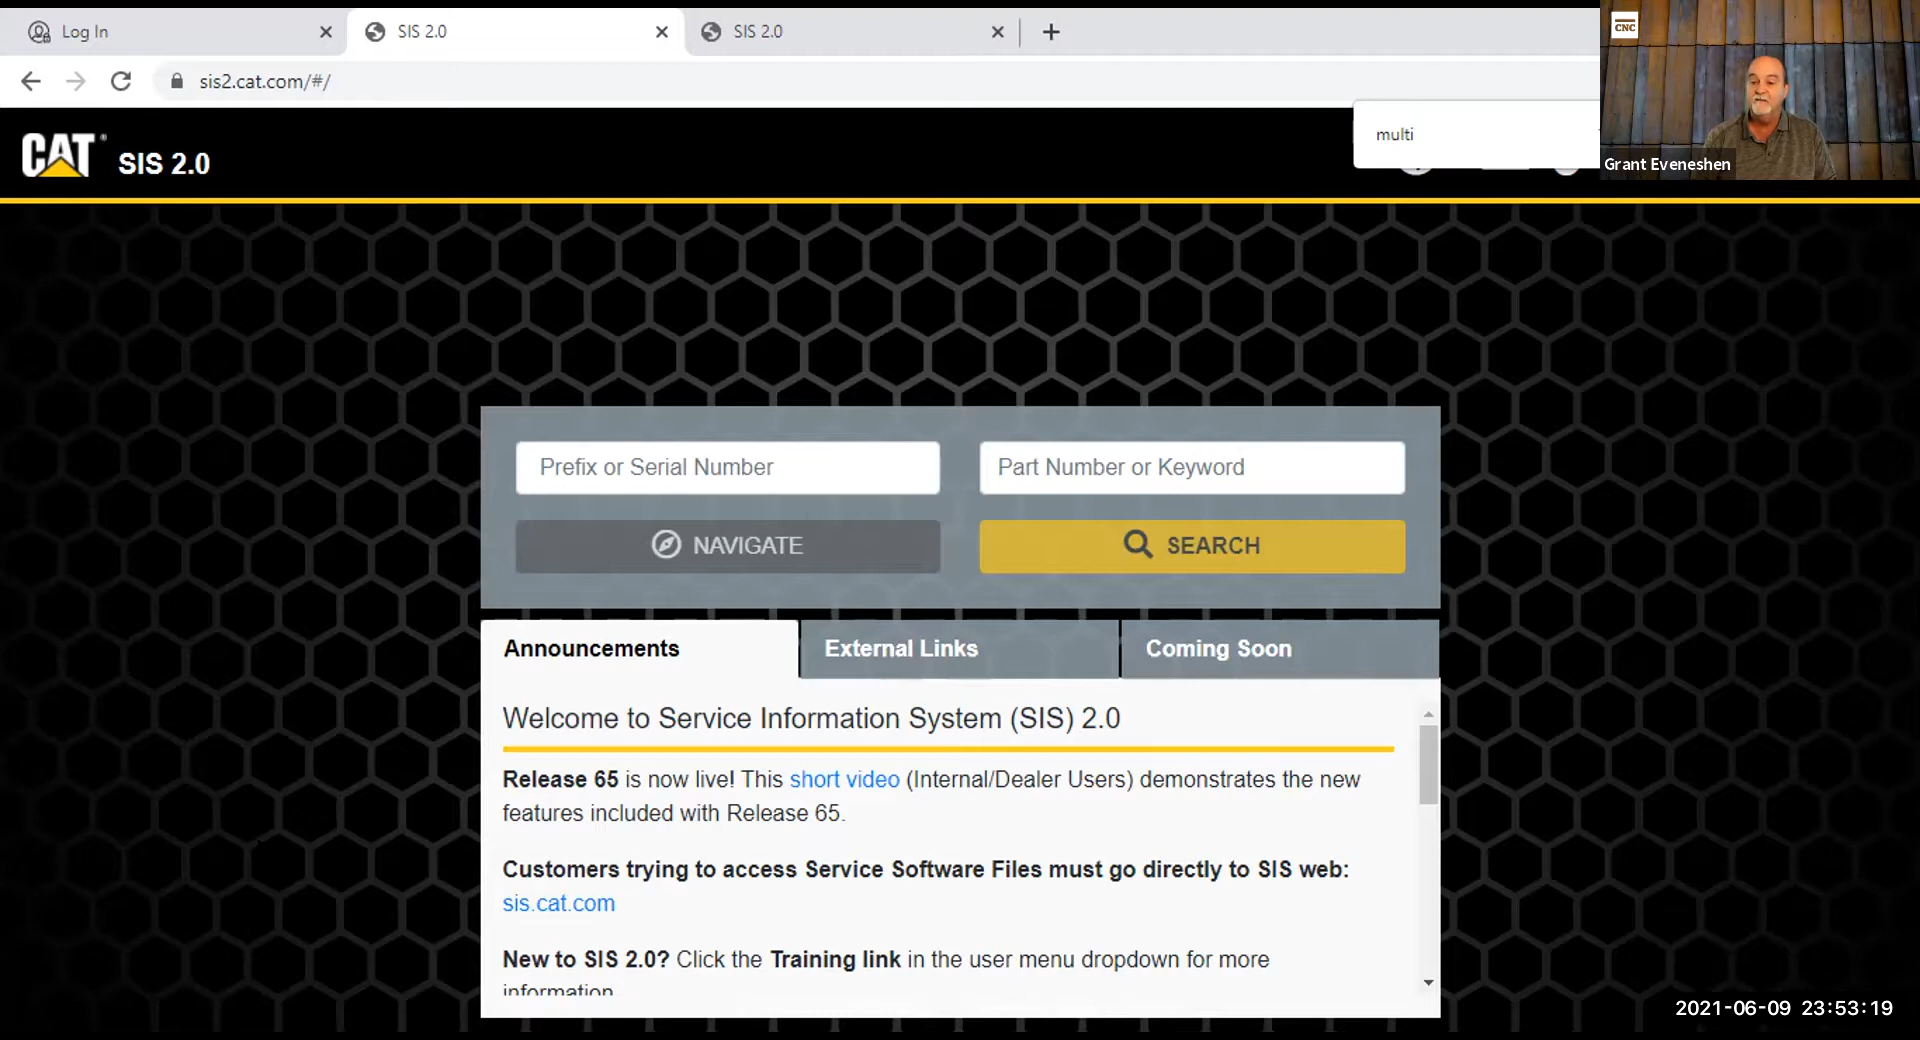 Log In
SIS 2.0
SIS 2.0
sis2.cat.com/#/
CNC
multi
Grant Eveneshen
CAT
SIS 2.0
Prefix or Serial Number
Part Number or Keyword
NAVIGATE
SEARCH
Announcements
External Links
Coming Soon
Welcome to Service Information System (SIS) 2.0
Release 65 is now live! This short video (Internal/Dealer Users) demonstrates the new
features included with Release 65.
Customers trying to access Service Software Files must go directly to SIS web:
sis.cat.com
New to SIS 2.0? Click the Training link in the user menu dropdown for more
information.
2021-06-09 23:53:19